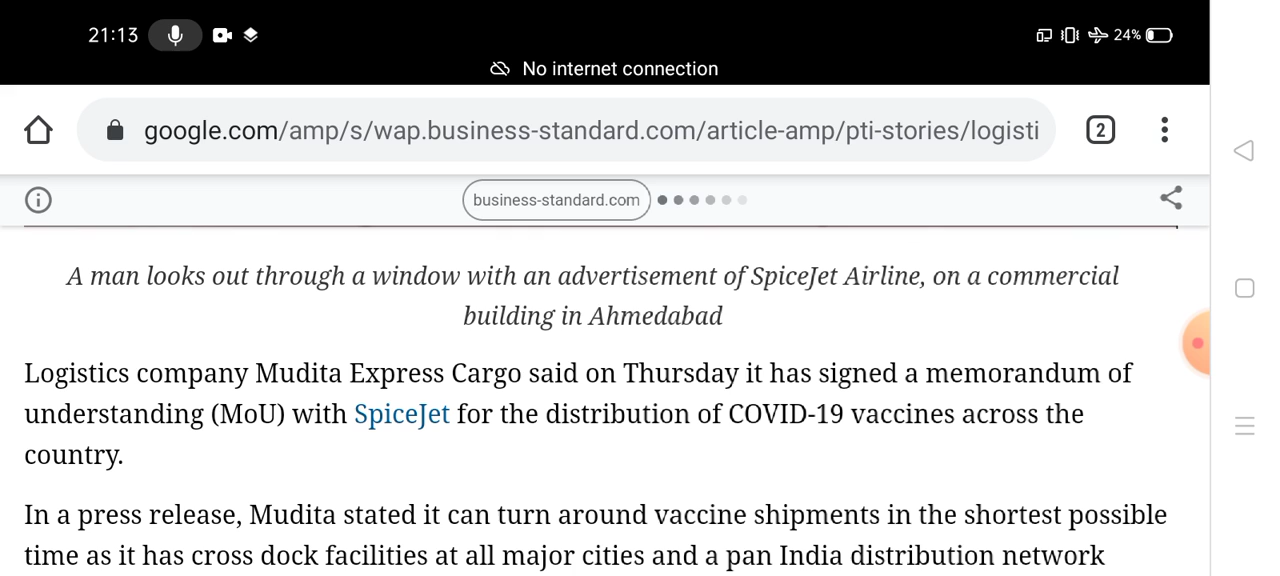 21:13
24%
No internet connection
google.com/amp/s/wap.business-standard.com/article-amp/pti-stories/logisti
2
business-standard.com
A man looks out through a window with an advertisement of SpiceJet Airline, on a commercial
building in Ahmedabad
Logistics company Mudita Express Cargo said on Thursday it has signed a memorandum of
understanding (MoU) with SpiceJet for the distribution of COVID-19 vaccines across the
country.
In a press release, Mudita stated it can turn around vaccine shipments in the shortest possible
time as it has cross dock facilities at all major cities and a pan India distribution network